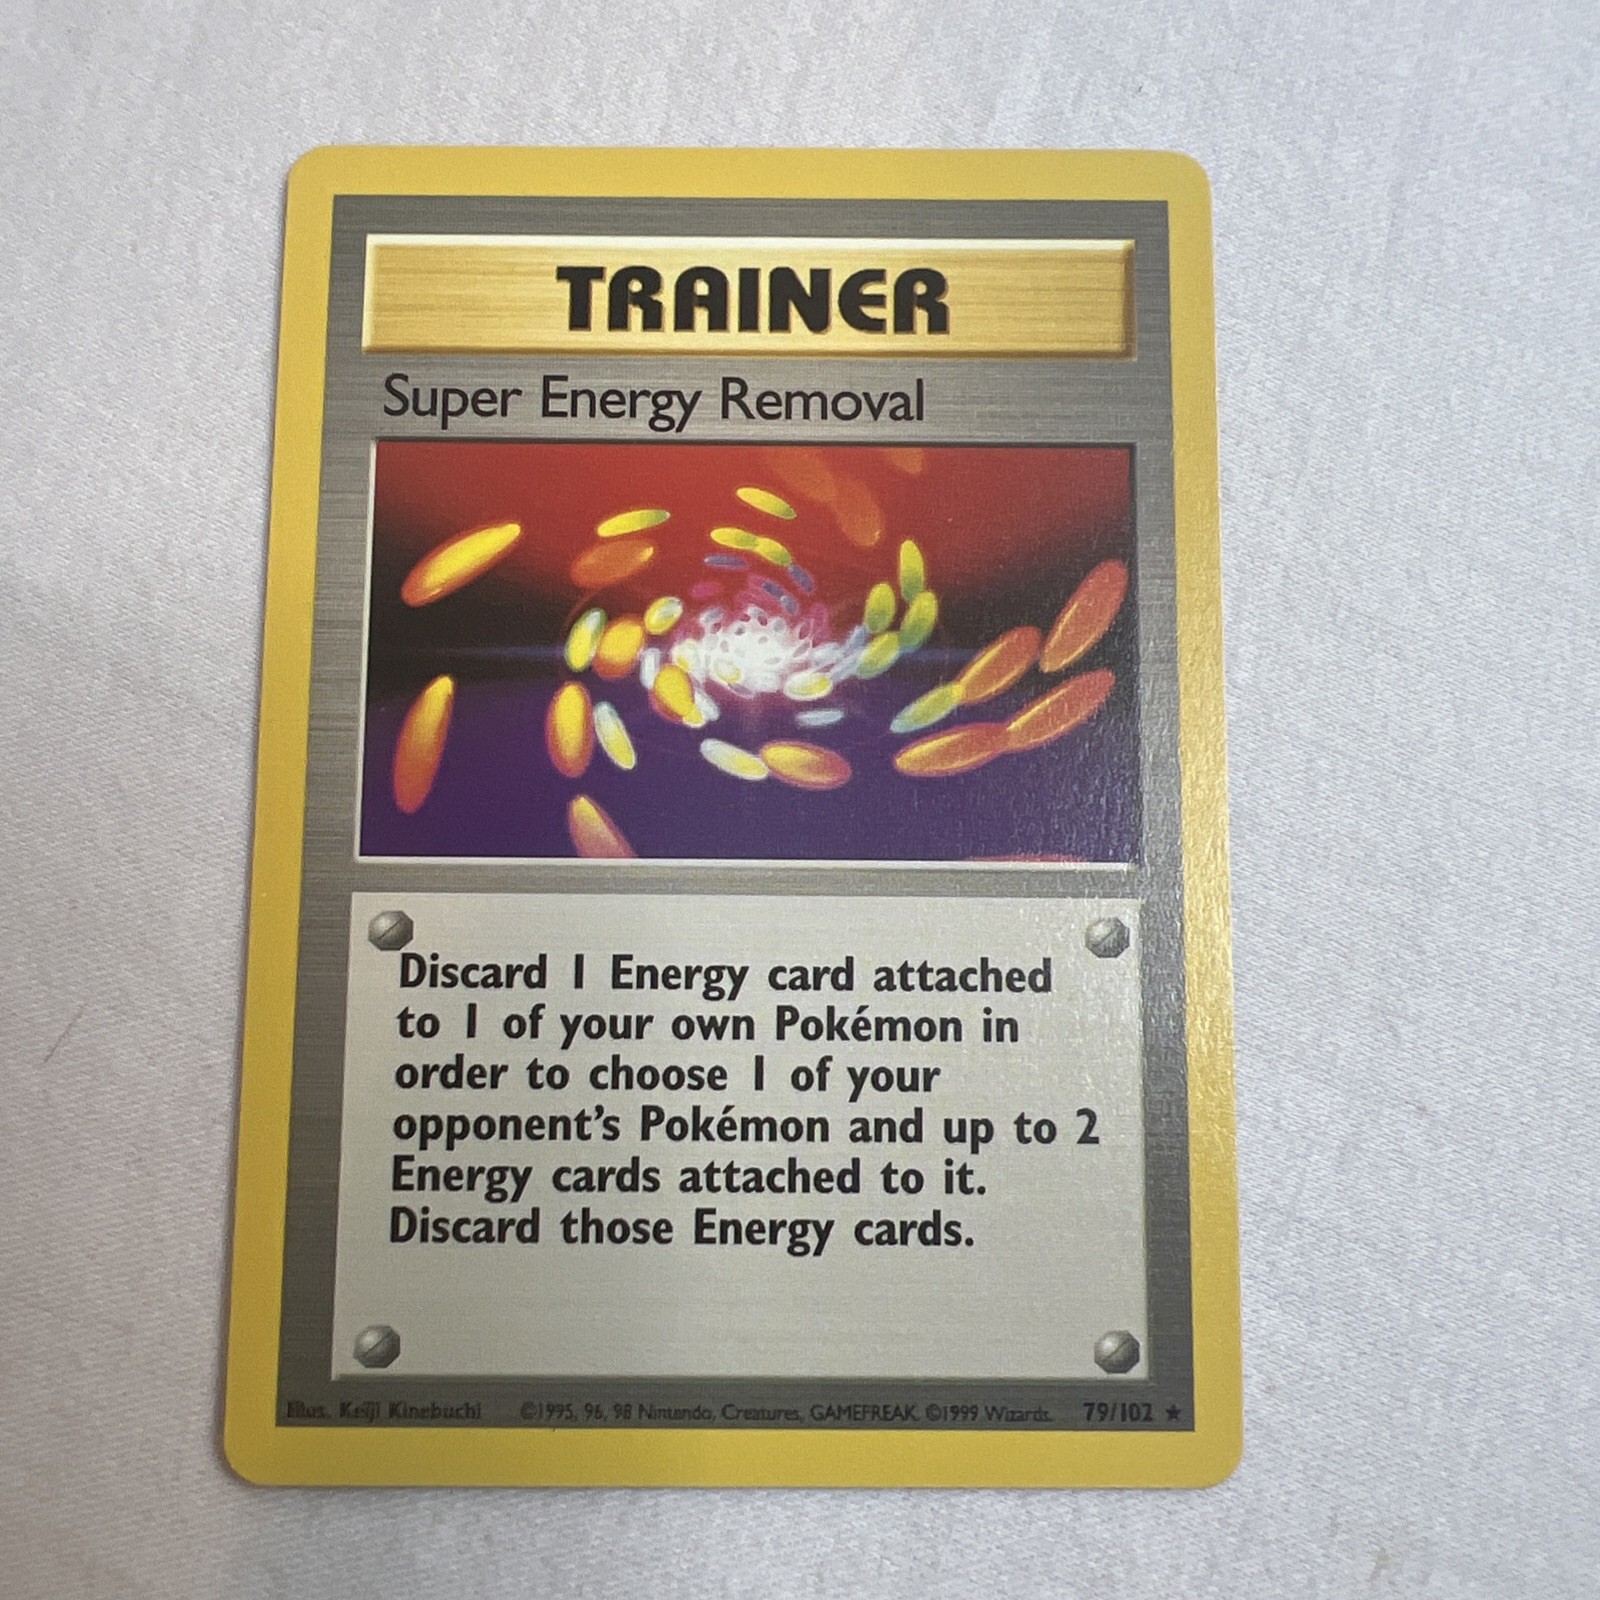 TRAINER
Super Energy Removal
Discard 1 Energy card attached
to 1 of your own Pokémon in
order to choose 1 of your
opponent's Pokémon and up to 2
Energy cards attached to it.
Discard those Energy cards.
Illus. Keiji Kinebuchi ©1995, 96, 98 Nintendo, Creatures, GAMEFREAK. ©1999 Wizards. 79/102 ★